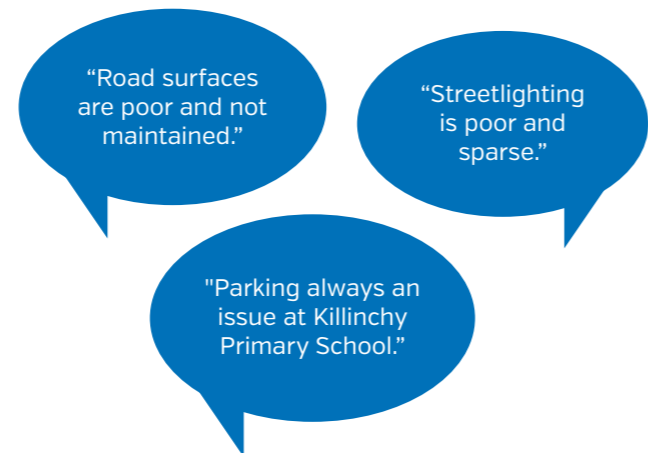 “Road surfaces
are poor and not
maintained.”
“Streetlighting
is poor and
sparse.”
"Parking always an
issue at Killinchy
Primary School.”